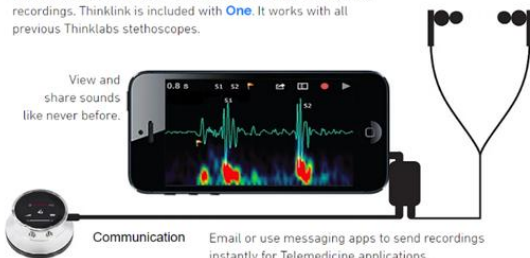 recordings. Thinklink is included with One. It works with all
previous Thinklabs stethoscopes.
View and
share sounds
like never before.
0.8 s S1 S2
S1
S2
Communication
Email or use messaging apps to send recordings
instantly for Telemedicine applications